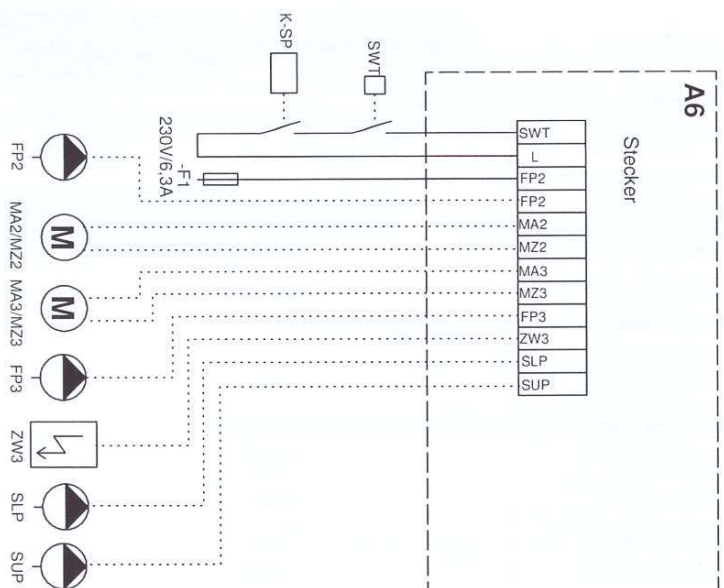 A6
Stecker
K-SP
SWT
SWT
L
FP2
FP2
MA2
MZ2
MA3
MZ3
FP3
ZW3
SLP
SUP
230V/6,3A
-F1
FP2
M
MA2/MZ2
M
MA3/MZ3
FP3
ZW3
SLP
SUP